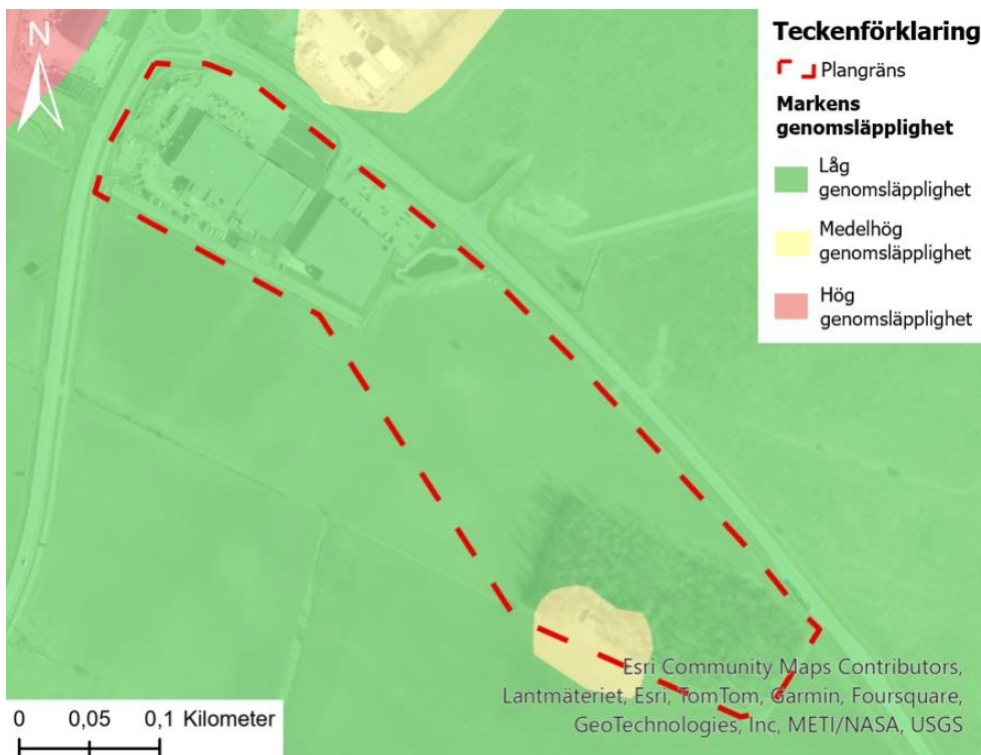 N
Teckenförklaring
Plangräns
Markens
genomsläpplighet
Låg
genomsläpplighet
Medelhög
genomsläpplighet
Hög
genomsläpplighet
Esri Community Maps Contributors,
Lantmäteriet, Esri, TomTom, Garmin, Foursquare,
GeoTechnologies, Inc, METI/NASA, USGS
0 0,05 0,1 Kilometer